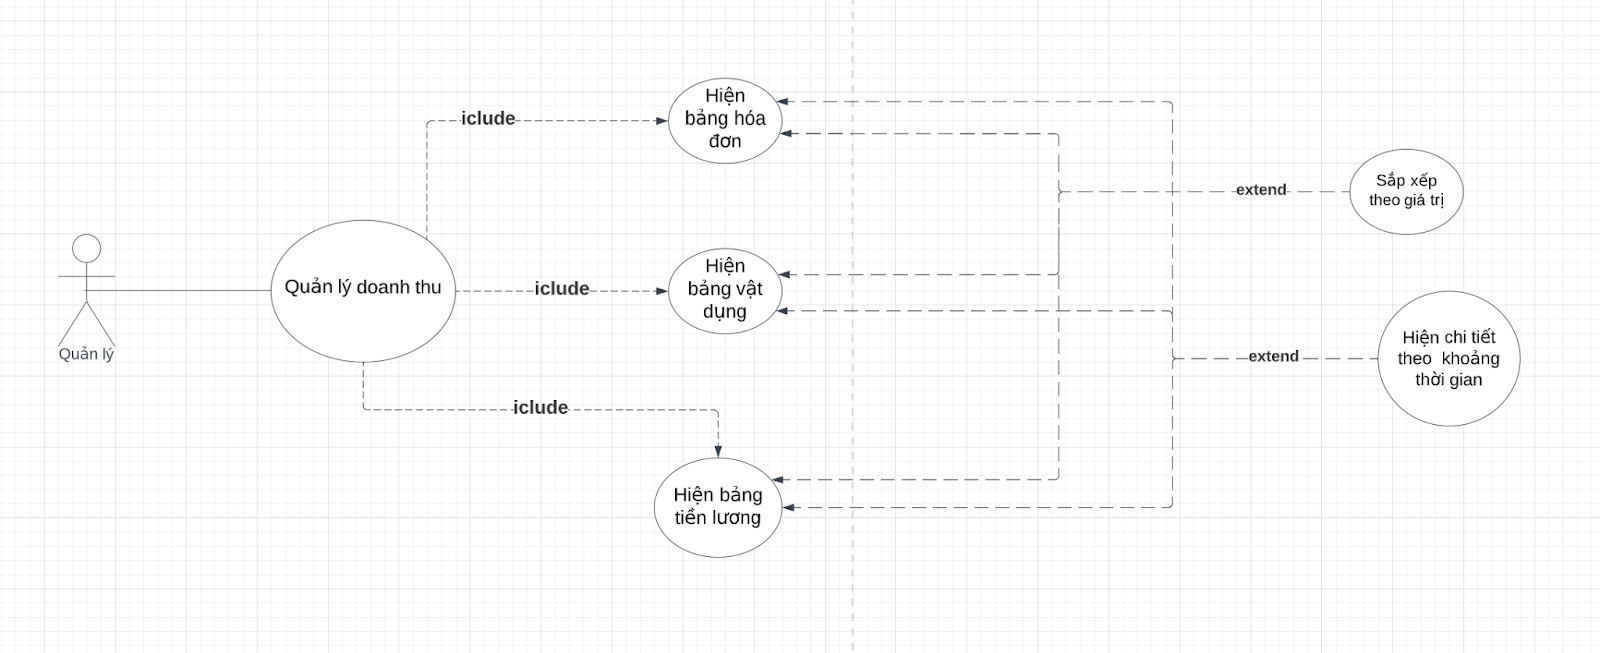 Quản lý
Quản lý doanh thu
iclude
iclude
iclude
Hiện
bảng hóa
đơn
Hiện
bảng vật
dụng
Hiện bảng
tiền lương
extend
extend
Sắp xếp
theo giá trị
Hiện chi tiết
theo khoảng
thời gian